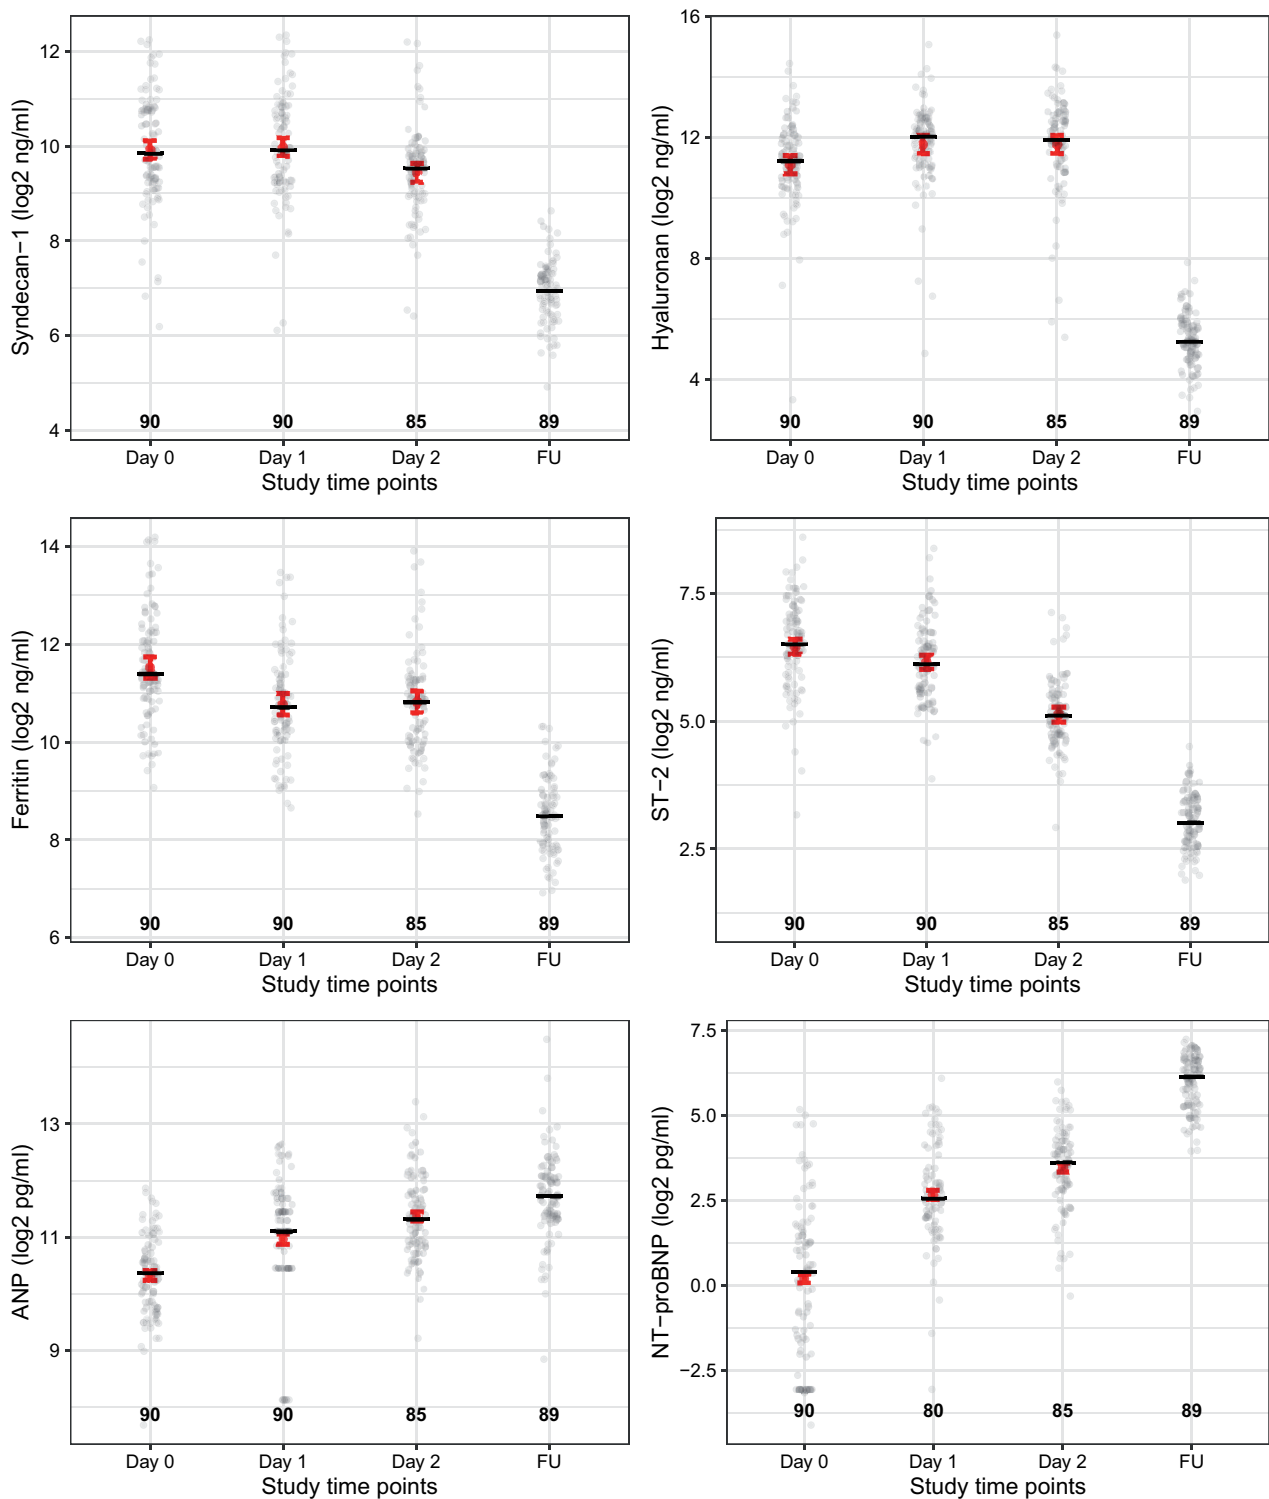 Syndecan−1 (log2 ng/ml)
12
10
8
6
4
90 90 85 89
Day 0 Day 1 Day 2 FU
Study time points
Hyaluronan (log2 ng/ml)
16
12
8
4
90 90 85 89
Day 0 Day 1 Day 2 FU
Study time points
Ferritin (log2 ng/ml)
14
12
10
8
6
90 90 85 89
Day 0 Day 1 Day 2 FU
Study time points
ST−2 (log2 ng/ml)
7.5
5.0
2.5
90 90 85 89
Day 0 Day 1 Day 2 FU
Study time points
ANP (log2 pg/ml)
13
11
9
90 90 85 89
Day 0 Day 1 Day 2 FU
Study time points
NT−proBNP (log2 pg/ml)
7.5
5.0
2.5
0.0
−2.5
90 80 85 89
Day 0 Day 1 Day 2 FU
Study time points